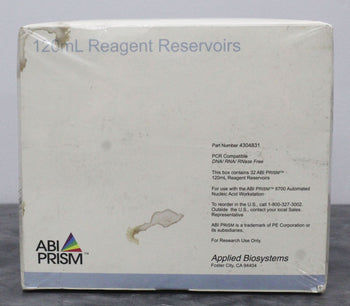 120mL Reagent Reservoirs
Part Number 4304831
PCR Compatible
DNA/ RNA/ RNase Free
This box contains 32 ABI PRISM™
120mL Reagent Reservoirs
For use with the ABI PRISM™ 6700 Automated
Nucleic Acid Workstation
To reorder in the U.S., call 1-800-327-3002.
Outside the U.S., contact your local Sales
Representative
ABI PRISM is a trademark of PE Corporation or
its subsidiaries.
For Research Use Only.
ABI
PRISM™
Applied Biosystems
Foster City, CA 94404